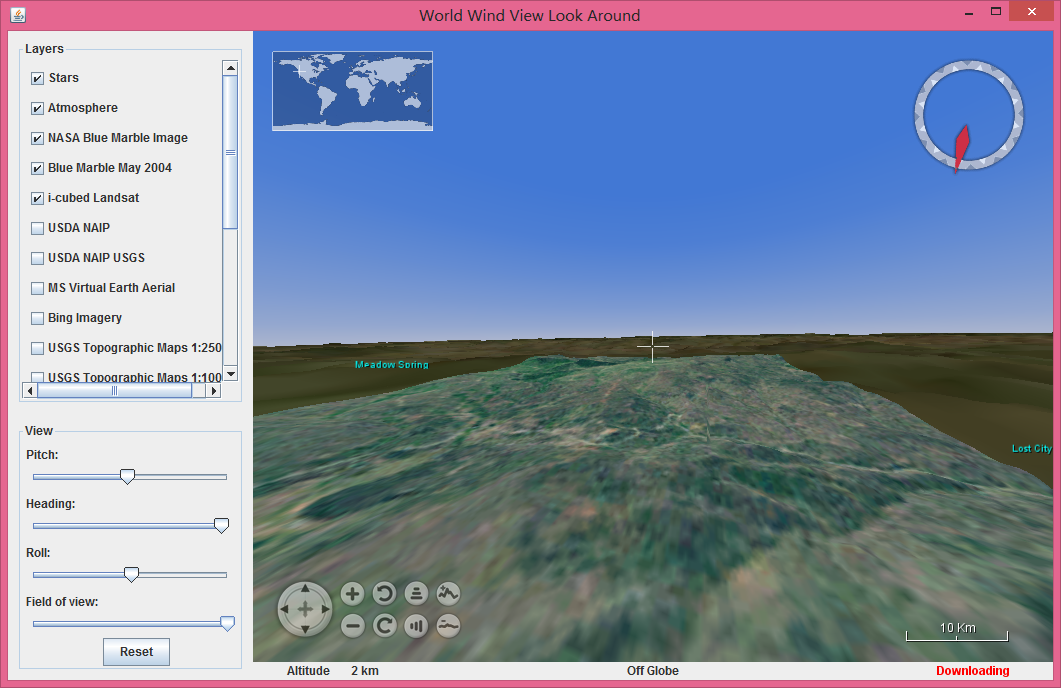 World Wind View Look Around
Layers
Stars
Atmosphere
NASA Blue Marble Image
Blue Marble May 2004
i-cubed Landsat
USDA NAIP
USDA NAIP USGS
MS Virtual Earth Aerial
Bing Imagery
USGS Topographic Maps 1:250
USGS Topographic Maps 1:100
View
Pitch:
Heading:
Roll:
Field of view:
Reset
Meadow Spring
Lost City
10 Km
Altitude 2 km Off Globe Downloading